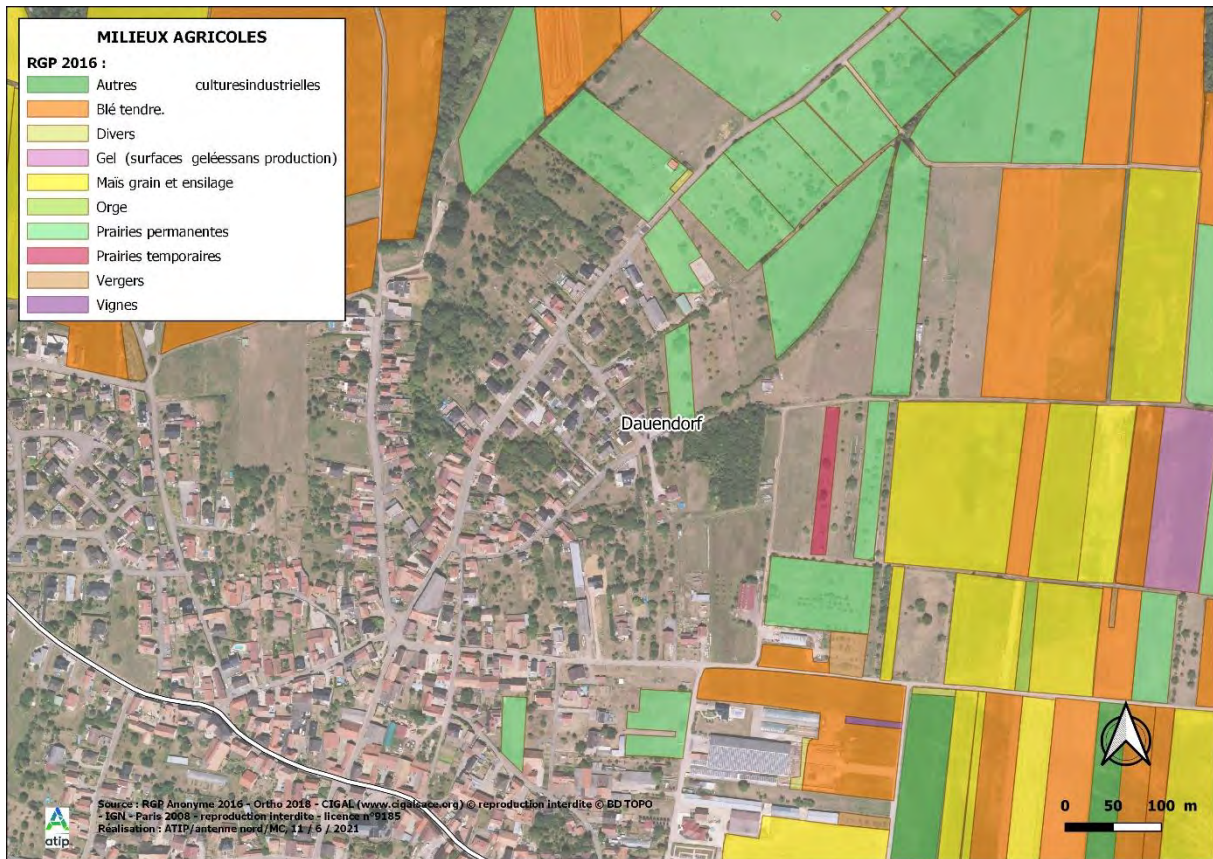 MILIEUX AGRICOLES
RGP 2016 :
Autres culturesindustrielles
Blé tendre.
Divers
Gel (surfaces geléessans production)
Maïs grain et ensilage
Orge
Prairies permanentes
Prairies temporaires
Vergers
Vignes
Dauendorf
Source : RGP Anonyme 2016 - Ortho 2018 - CIGAL (www.cigalsace.org) © reproduction interdite © BD TOPO
- IGN - Paris 2008 - reproduction interdite - licence n°9185
Réalisation : ATIP/antenne nord/MC, 11 / 6 / 2021
atip
0 50 100 m